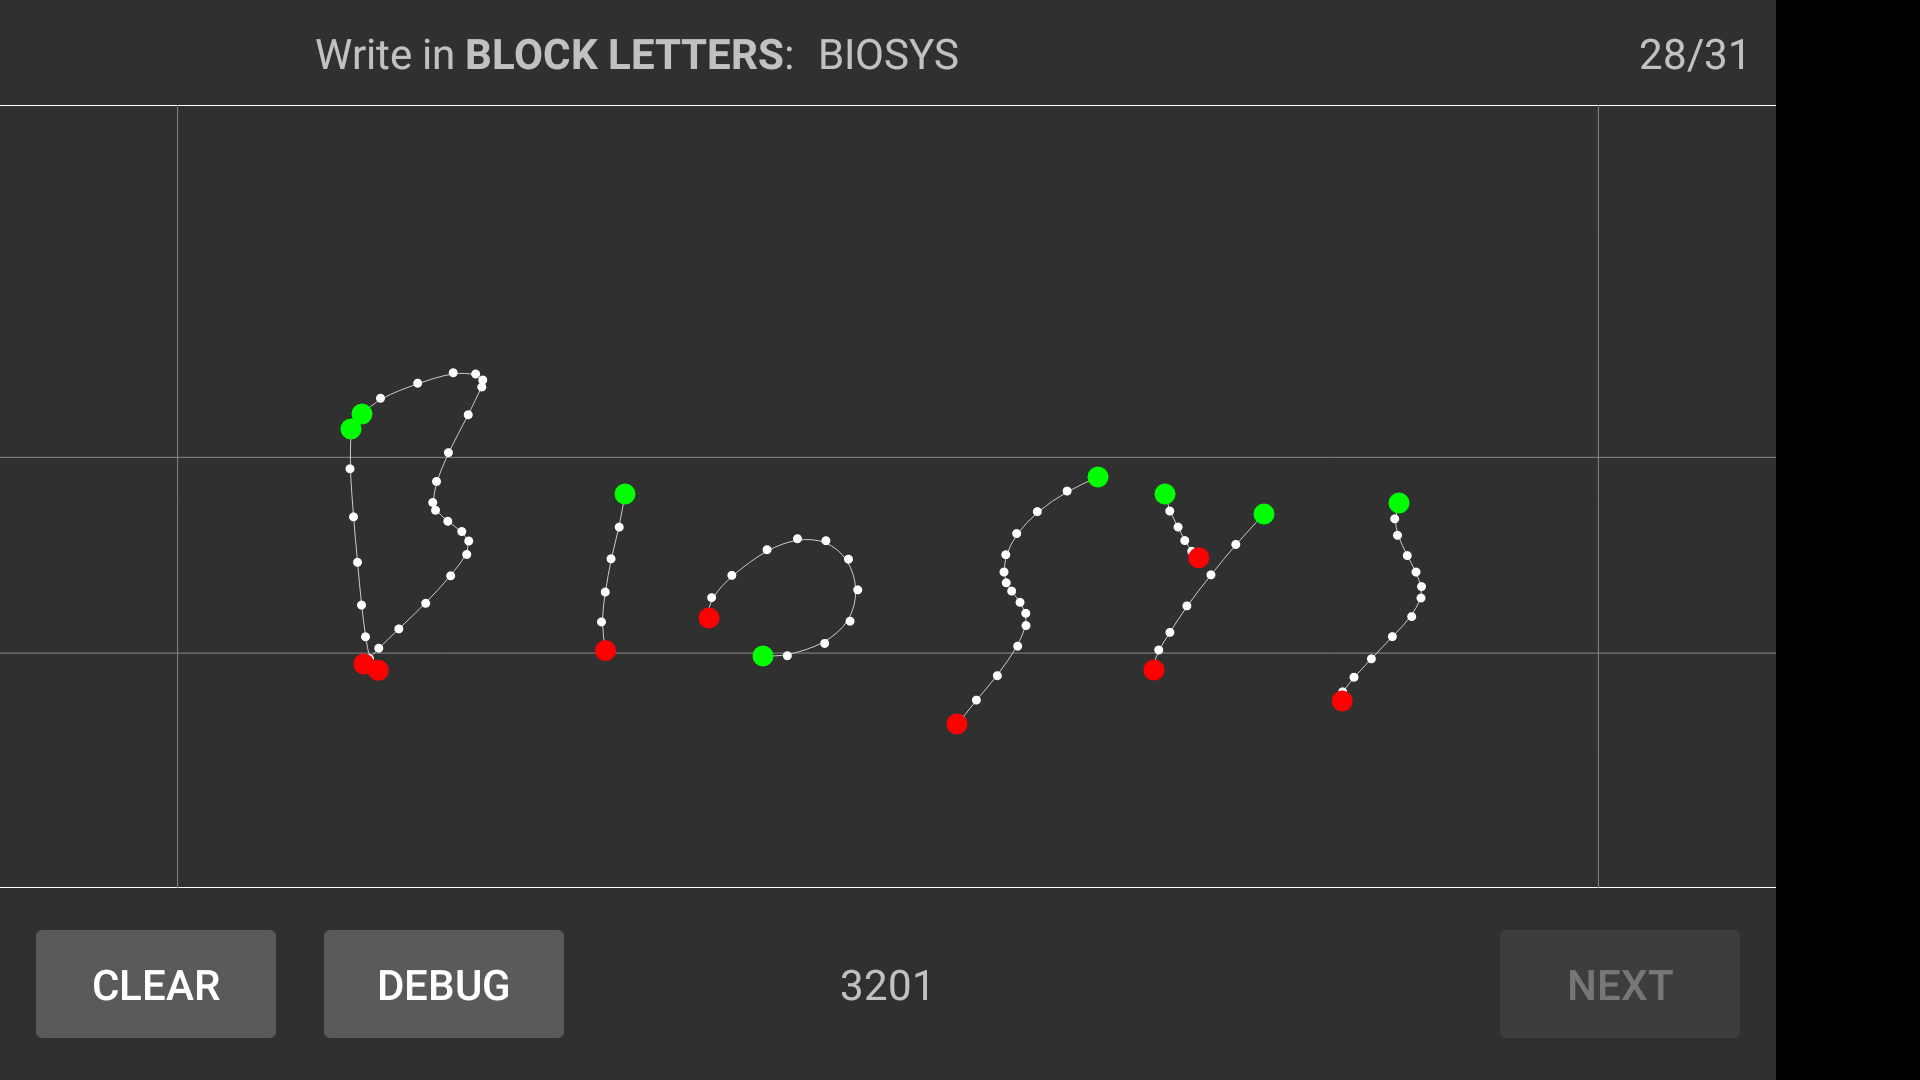 Write in BLOCK LETTERS: BIOSYS 28/31
BIOSYS
CLEAR DEBUG 3201 NEXT